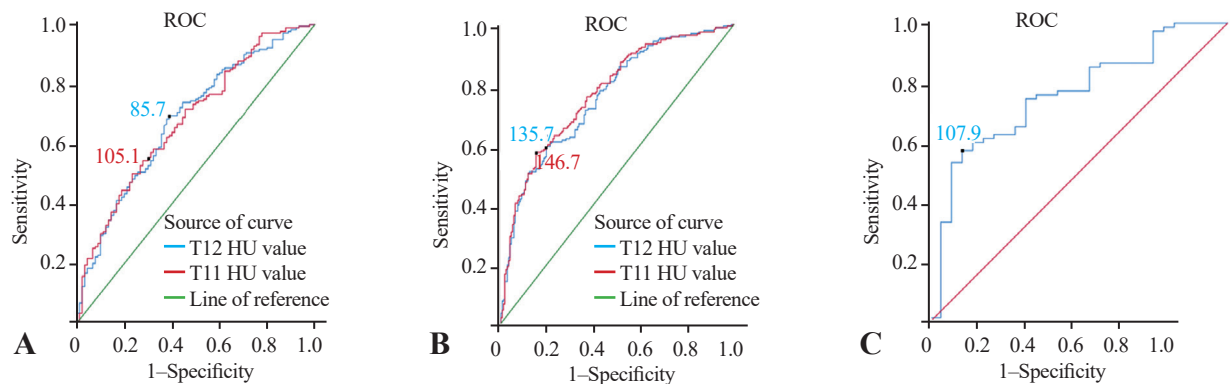 ROC
1.0
0.8
0.6
0.4
0.2
Sensitivity
85.7
105.1
Source of curve
T12 HU value
T11 HU value
Line of reference
0
0.2
0.4
0.6
0.8
1.0
1–Specificity
A
ROC
1.0
0.8
0.6
0.4
0.2
Sensitivity
135.7
146.7
Source of curve
T12 HU value
T11 HU value
Line of reference
0
0.2
0.4
0.6
0.8
1.0
1–Specificity
B
ROC
1.0
0.8
0.6
0.4
0.2
Sensitivity
107.9
0
0.2
0.4
0.6
0.8
1.0
1–Specificity
C